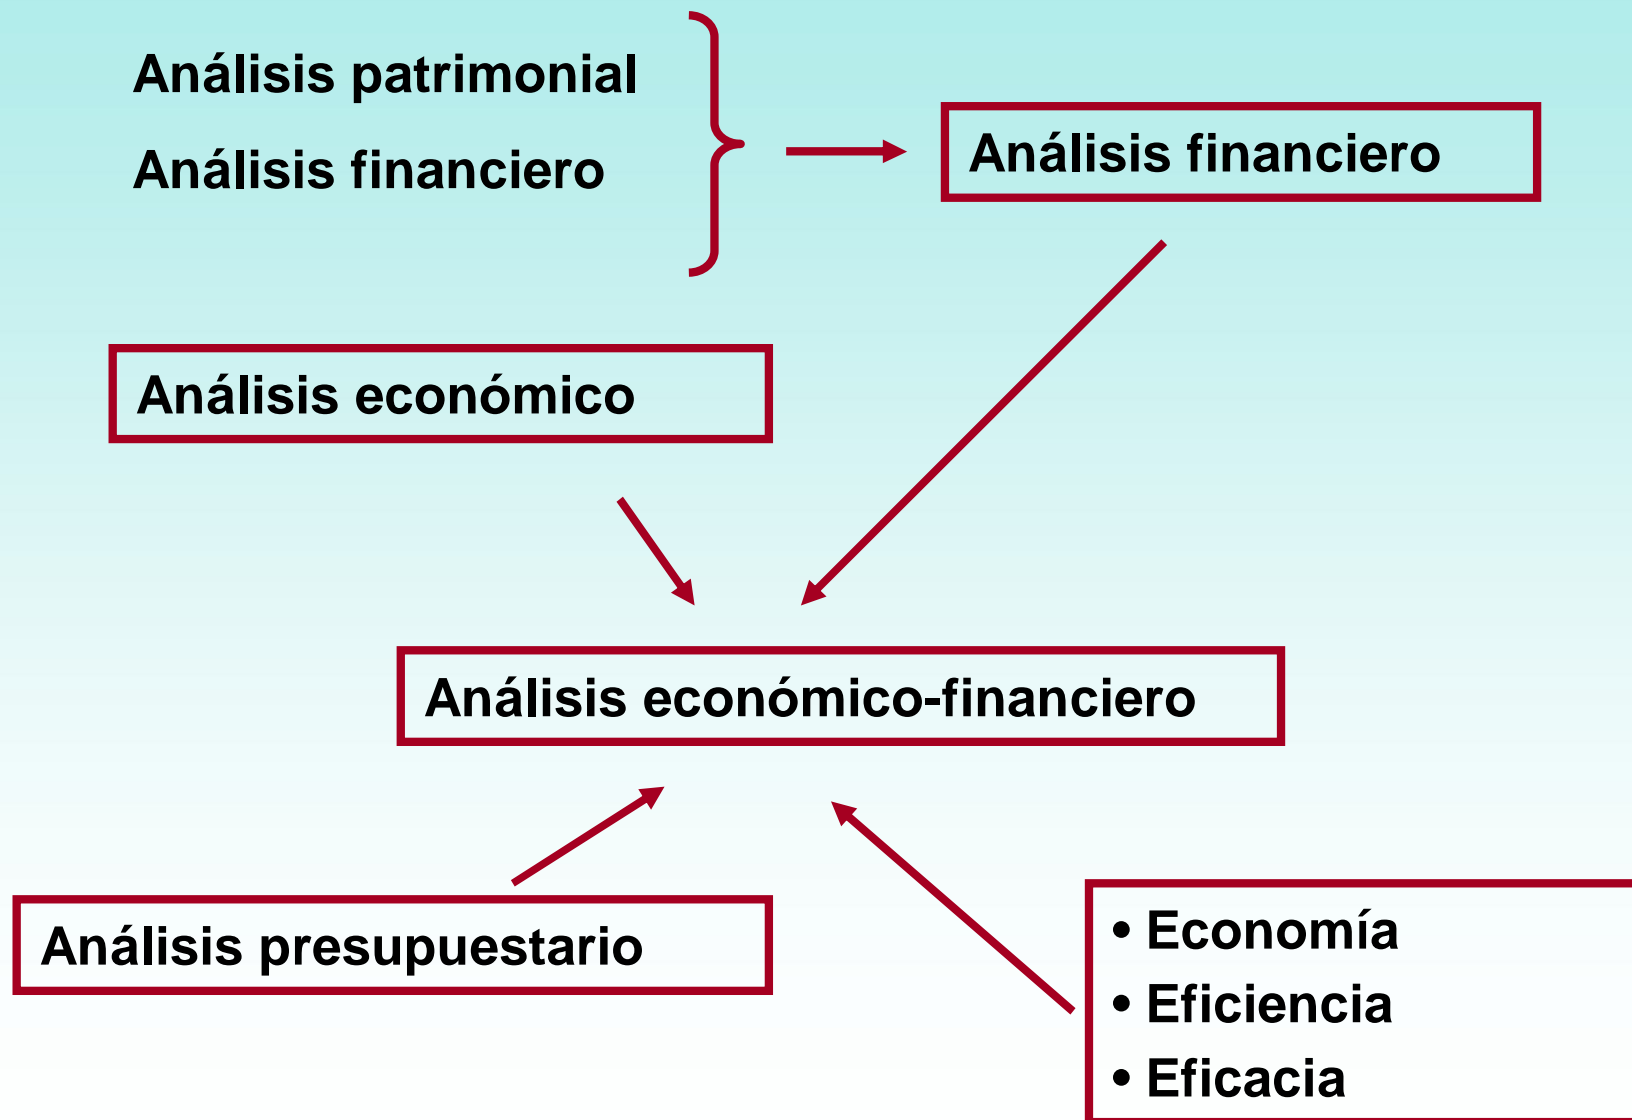 Análisis patrimonial
Análisis financiero
Análisis financiero
Análisis económico
Análisis económico-financiero
Análisis presupuestario
• Economía
• Eficiencia
• Eficacia